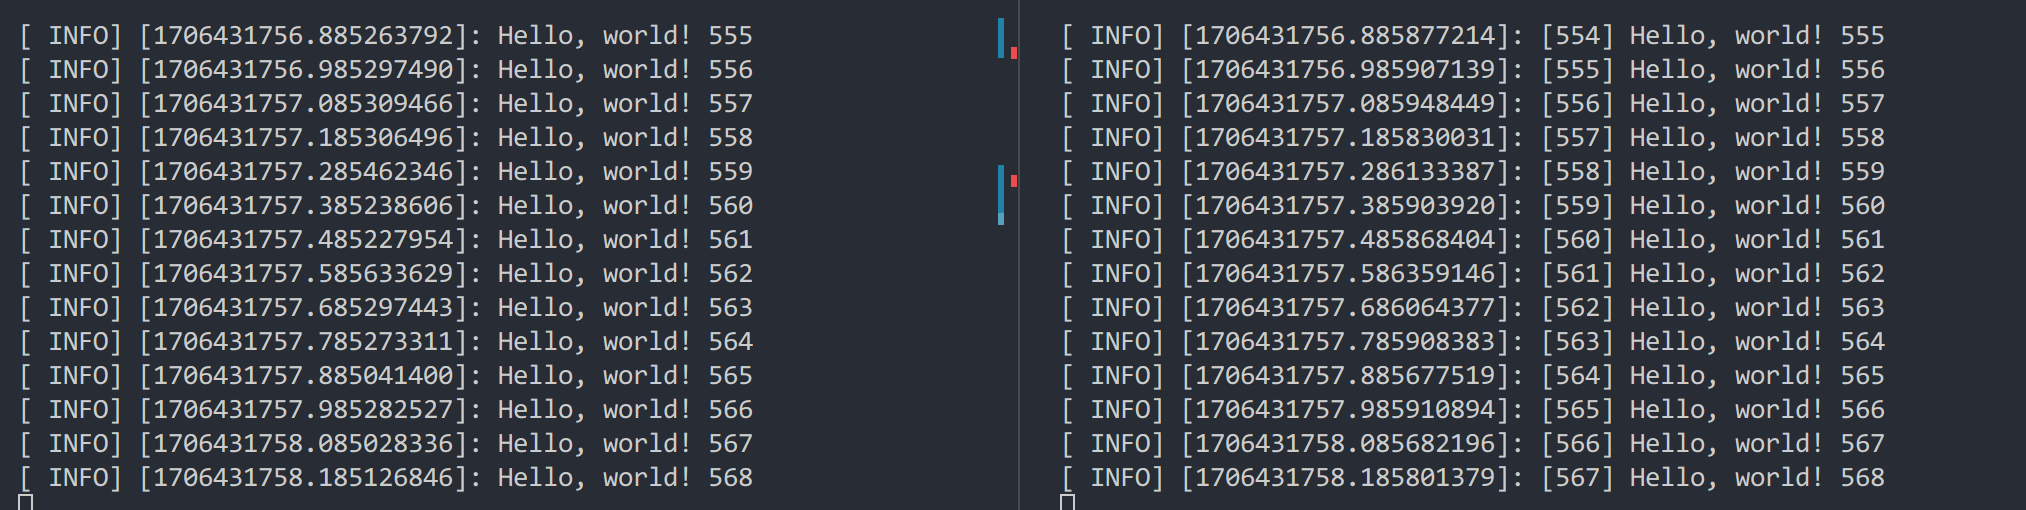 [ INFO] [1706431756.885263792]: Hello, world! 555
[ INFO] [1706431756.985297490]: Hello, world! 556
[ INFO] [1706431757.085309466]: Hello, world! 557
[ INFO] [1706431757.185306496]: Hello, world! 558
[ INFO] [1706431757.285462346]: Hello, world! 559
[ INFO] [1706431757.385238606]: Hello, world! 560
[ INFO] [1706431757.485227954]: Hello, world! 561
[ INFO] [1706431757.585633629]: Hello, world! 562
[ INFO] [1706431757.685297443]: Hello, world! 563
[ INFO] [1706431757.785273311]: Hello, world! 564
[ INFO] [1706431757.885041400]: Hello, world! 565
[ INFO] [1706431757.985282527]: Hello, world! 566
[ INFO] [1706431758.085028336]: Hello, world! 567
[ INFO] [1706431758.185126846]: Hello, world! 568
[ INFO] [1706431756.885877214]: [554] Hello, world! 555
[ INFO] [1706431756.985907139]: [555] Hello, world! 556
[ INFO] [1706431757.085948449]: [556] Hello, world! 557
[ INFO] [1706431757.185830031]: [557] Hello, world! 558
[ INFO] [1706431757.286133387]: [558] Hello, world! 559
[ INFO] [1706431757.385903920]: [559] Hello, world! 560
[ INFO] [1706431757.485868404]: [560] Hello, world! 561
[ INFO] [1706431757.586359146]: [561] Hello, world! 562
[ INFO] [1706431757.686064377]: [562] Hello, world! 563
[ INFO] [1706431757.785908383]: [563] Hello, world! 564
[ INFO] [1706431757.885677519]: [564] Hello, world! 565
[ INFO] [1706431757.985910894]: [565] Hello, world! 566
[ INFO] [1706431758.085682196]: [566] Hello, world! 567
[ INFO] [1706431758.185801379]: [567] Hello, world! 568